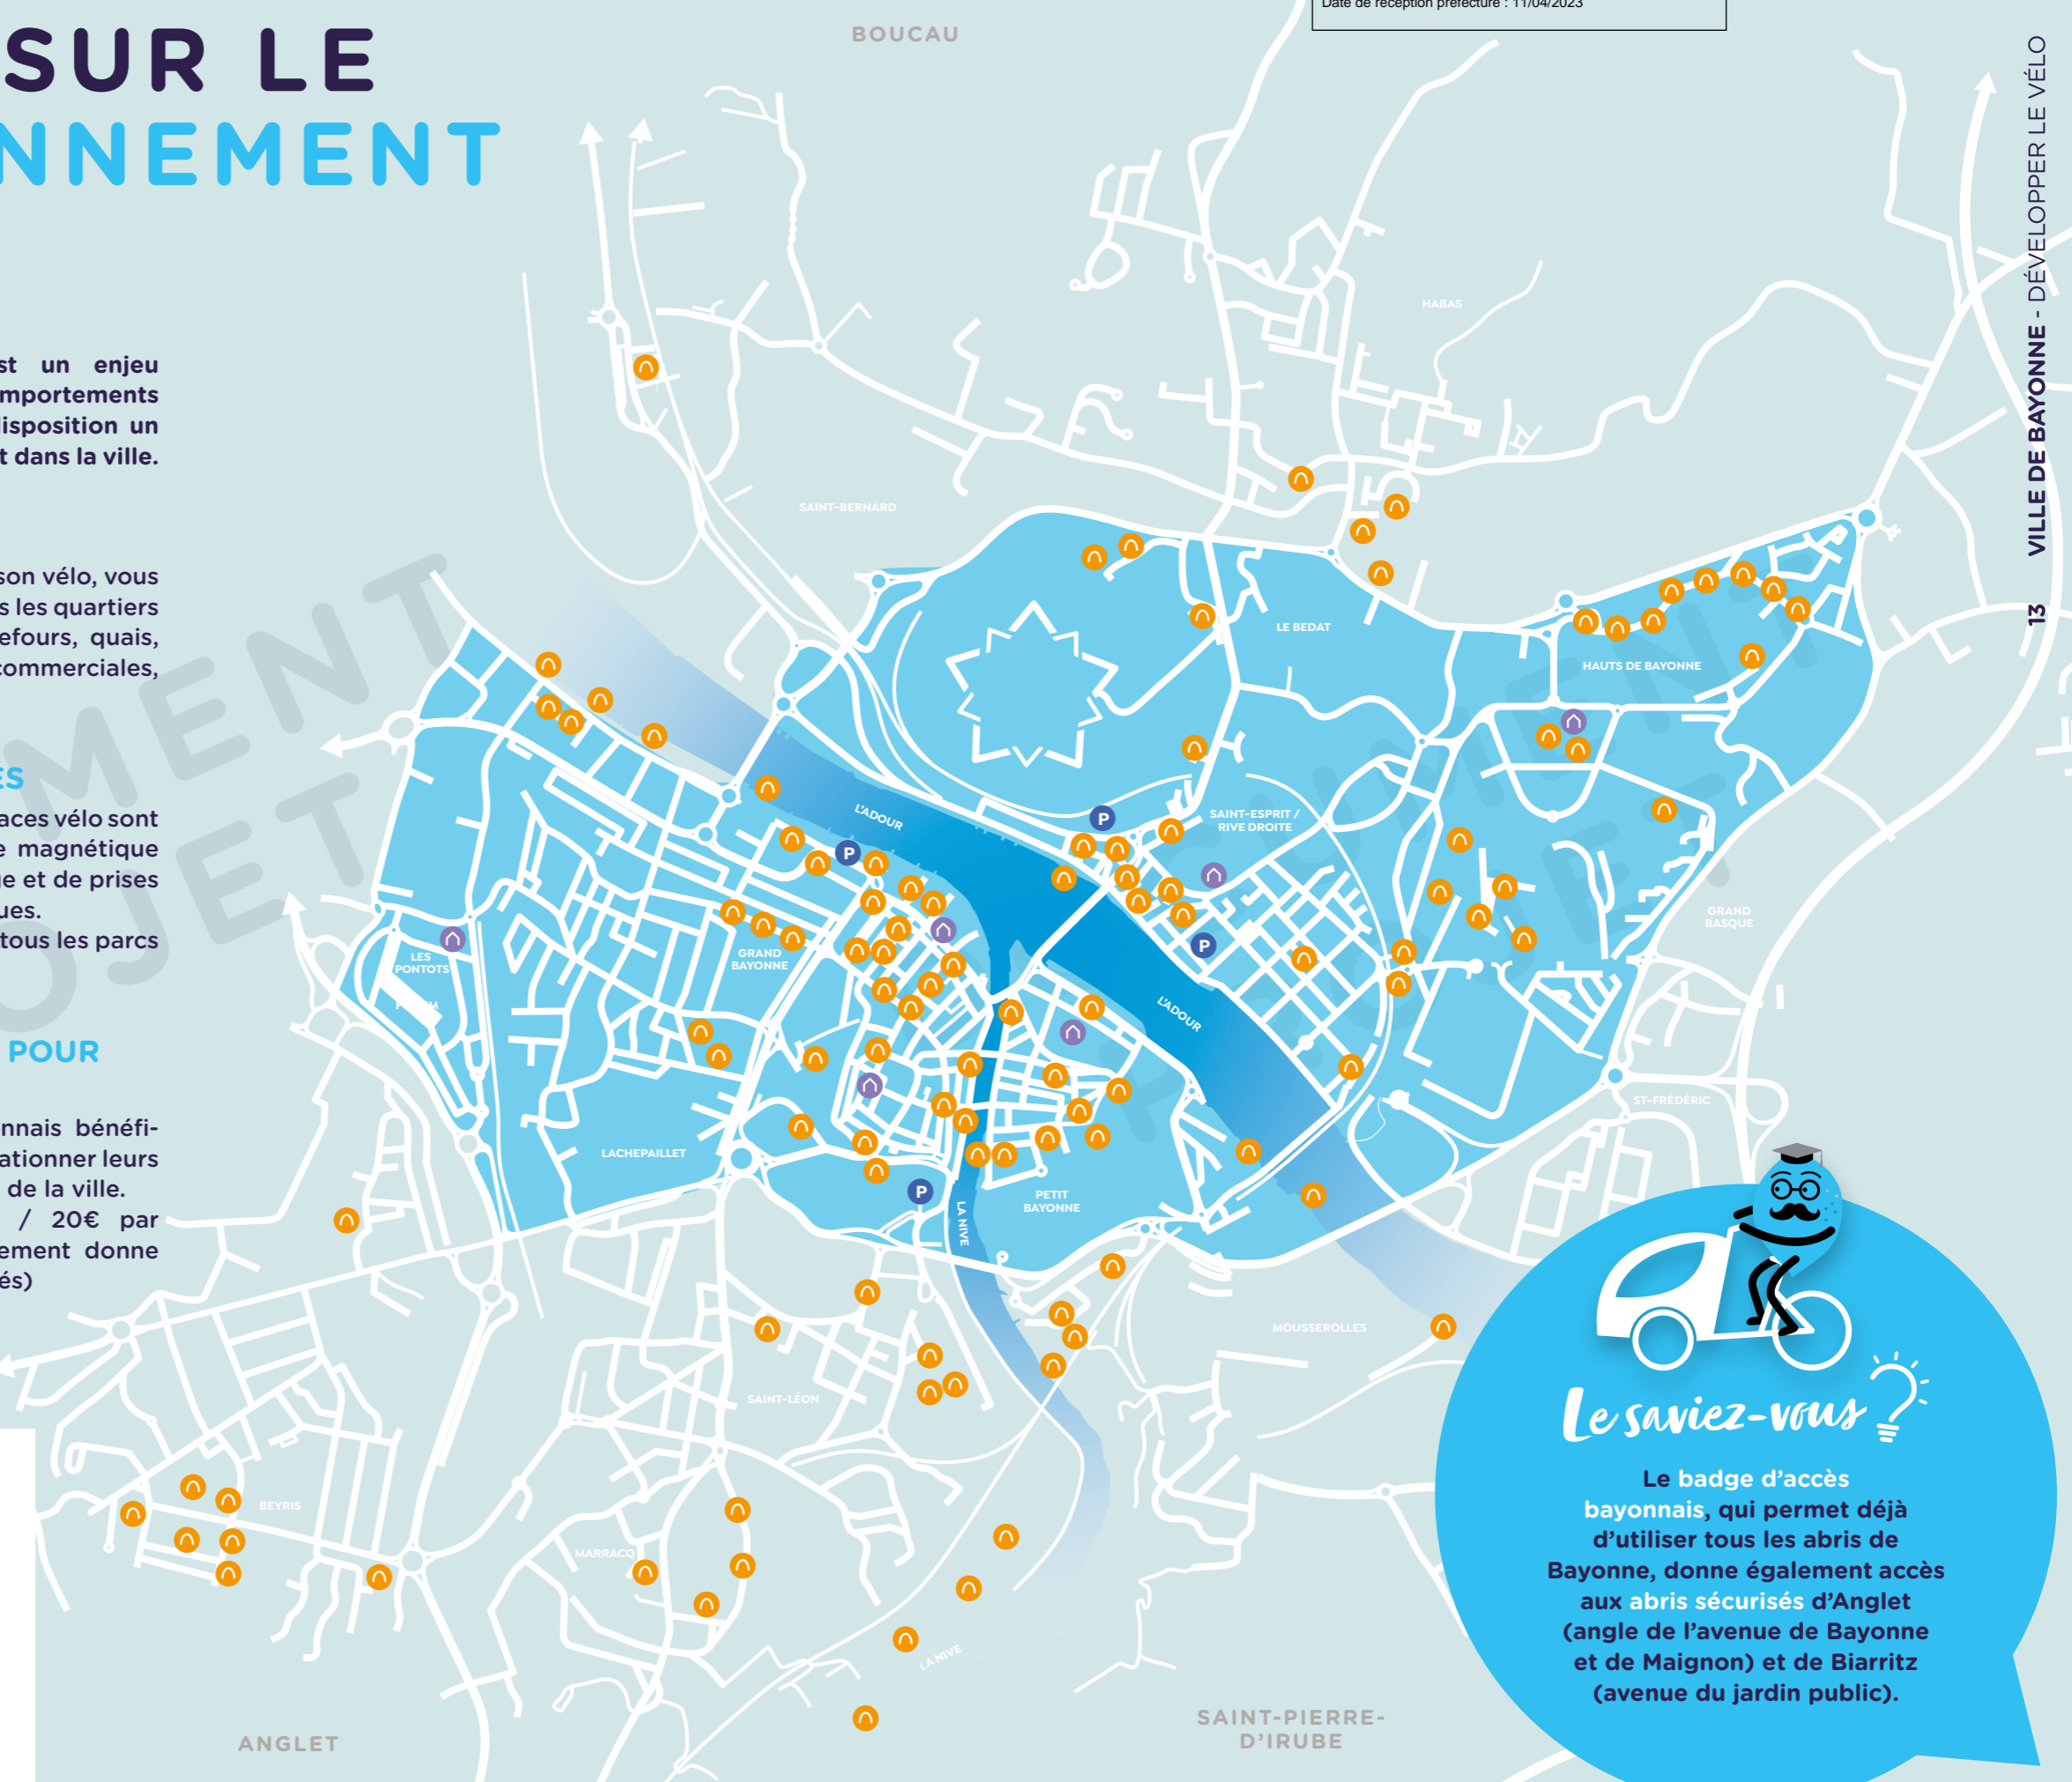 Date de réception préfecture : 11/04/2023
SUR LE
NNEMENT
BOUCAU
13 VILLE DE BAYONNE - DÉVELOPPER LE VÉLO
st un enjeu
mportements
disposition un
t dans la ville.
son vélo, vous
s les quartiers
efours, quais,
commerciales,
ÉS
aces vélo sont
e magnétique
ue et de prises
ues.
tous les parcs
POUR
nnais bénéfi-
ationner leurs
de la ville.
/ 20€ par
ement donne
és)
HABAS
SAINT-BERNARD
LE BEDAT
HAUTS DE BAYONNE
L'ADOUR
SAINT-ESPRIT /
RIVE DROITE
P
P
P
GRAND
BASQUE
LES
PONTOTS
GRAND
BAYONNE
L'ADOUR
ST-FRÉDÉRIC
LACHEPAILLET
P
PETIT
BAYONNE
LA NIVE
MOUSSEROLLES
SAINT-LÉON
BEYRIS
MARRACQ
LA NIVE
ANGLET
SAINT-PIERRE-
D'IRUBE
Le saviez-vous
Le badge d'accès
bayonnais, qui permet déjà
d'utiliser tous les abris de
Bayonne, donne également accès
aux abris sécurisés d'Anglet
(angle de l'avenue de Bayonne
et de Maignon) et de Biarritz
(avenue du jardin public).
UMENT
OJET
CUMENT
PROJET